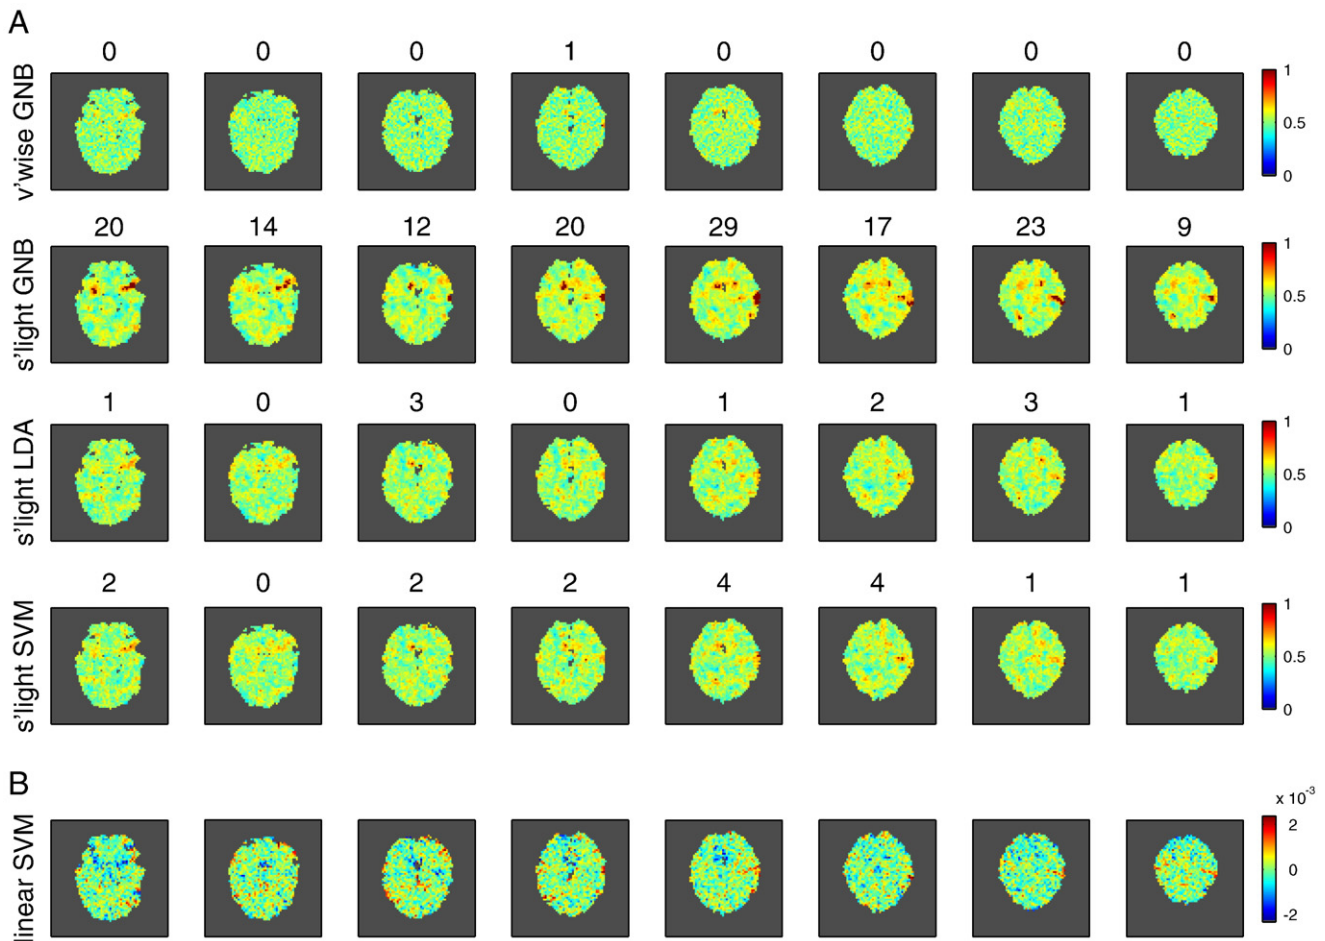 A
0 0 0 1 0 0 0 0
v'wise GNB
1
0.5
0
20 14 12 20 29 17 23 9
s'light GNB
1
0.5
0
1 0 3 0 1 2 3 1
s'light LDA
1
0.5
0
2 0 2 2 4 4 1 1
s'light SVM
1
0.5
0
B
linear SVM
x 10-3
2
0
-2